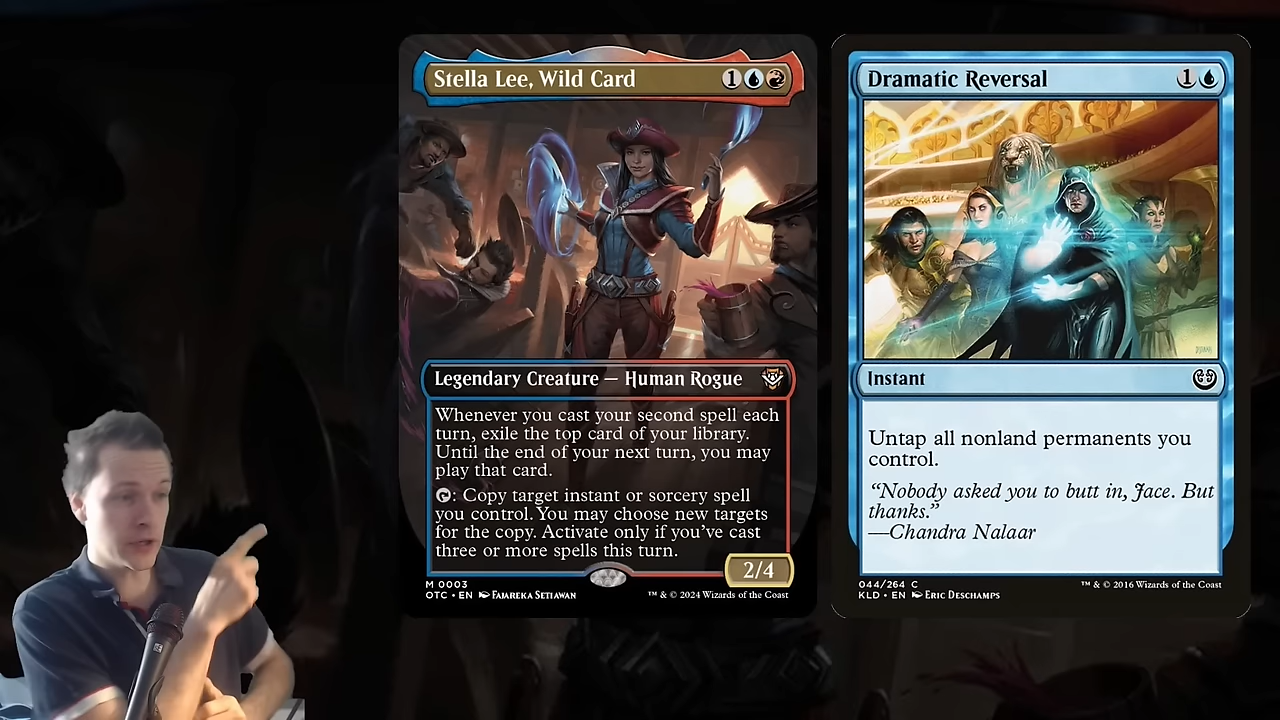 Stella Lee, Wild Card 1
Legendary Creature — Human Rogue
Whenever you cast your second spell each
turn, exile the top card of your library.
Until the end of your next turn, you may
play that card.
: Copy target instant or sorcery spell
you control. You may choose new targets
for the copy. Activate only if you've cast
three or more spells this turn.
2/4
M 0003
OTC • EN Fajareka Setiawan
™ & © 2024 Wizards of the Coast
Dramatic Reversal 1
Instant
Untap all nonland permanents you
control.
“Nobody asked you to butt in, Jace. But
thanks.”
—Chandra Nalaar
044/264 C
KLD • EN Eric Deschamps
™ & © 2016 Wizards of the Coast